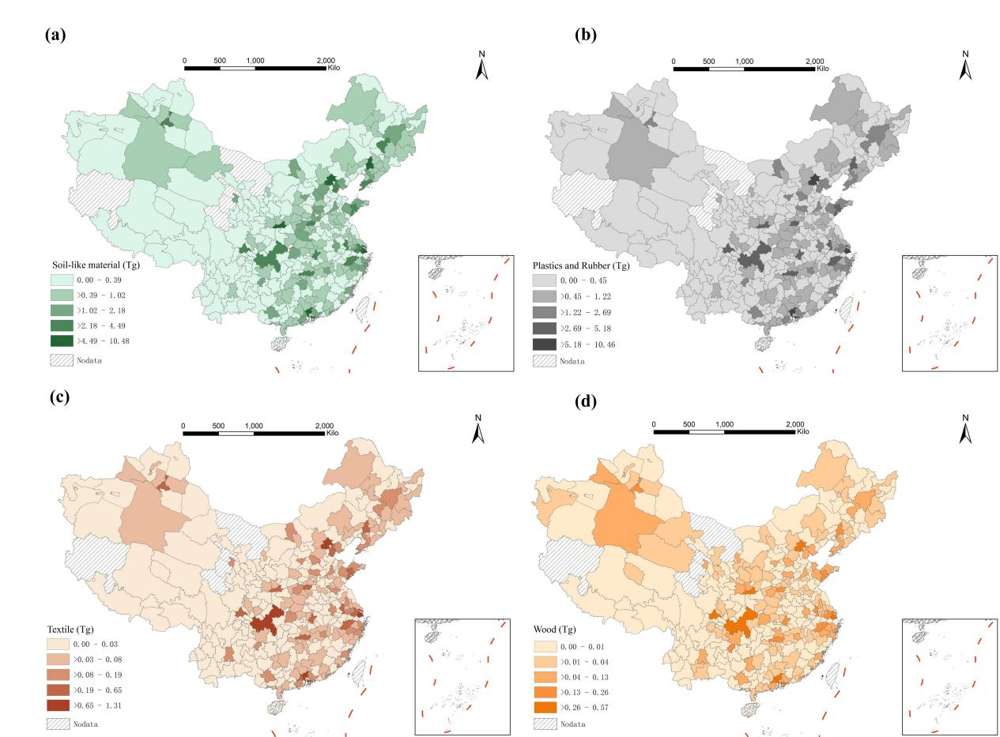 (a)
N
0 500 1,000 2,000
Kilo
Soil-like material (Tg)
0.00 - 0.39
>0.39 - 1.02
>1.02 - 2.18
>2.18 - 4.49
>4.49 - 10.48
Nodata
(b)
N
0 500 1,000 2,000
Kilo
Plastics and Rubber (Tg)
0.00 - 0.45
>0.45 - 1.22
>1.22 - 2.69
>2.69 - 5.18
>5.18 - 10.46
Nodata
(c)
N
0 500 1,000 2,000
Kilo
Textile (Tg)
0.00 - 0.03
>0.03 - 0.08
>0.08 - 0.19
>0.19 - 0.65
>0.65 - 1.31
Nodata
(d)
N
0 500 1,000 2,000
Kilo
Wood (Tg)
0.00 - 0.01
>0.01 - 0.04
>0.04 - 0.13
>0.13 - 0.26
>0.26 - 0.57
Nodata